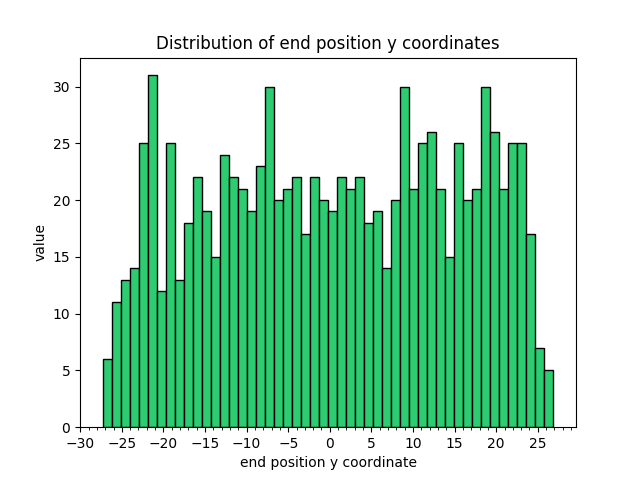 Distribution of end position y coordinates
30
25
20
15
10
5
0
value
−30 −25 −20 −15 −10 −5 0 5 10 15 20 25
end position y coordinate